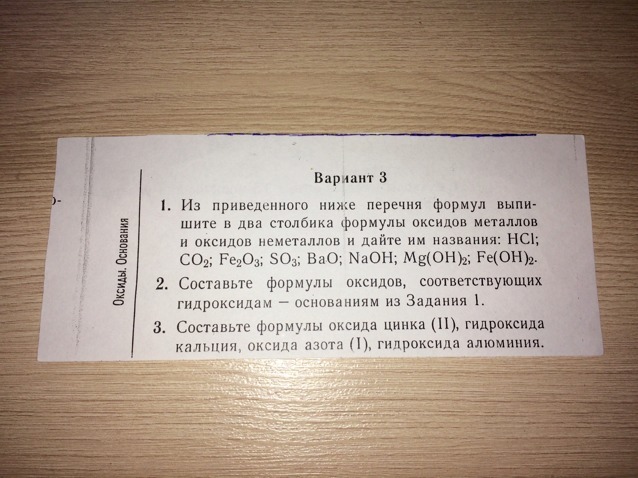 Вариант 3
1. Из приведенного ниже перечня формул выпи-
шите в два столбика формулы оксидов металлов
и оксидов неметаллов и дайте им названия: HCl;
CO₂; Fe₂O₃; SO₃; BaO; NaOH; Mg(OH)₂; Fe(OH)₂.
2. Составьте формулы оксидов, соответствующих
гидроксидам — основаниям из Задания 1.
3. Составьте формулы оксида цинка (II), гидроксида
кальция, оксида азота (I), гидроксида алюминия.
Оксиды. Основания